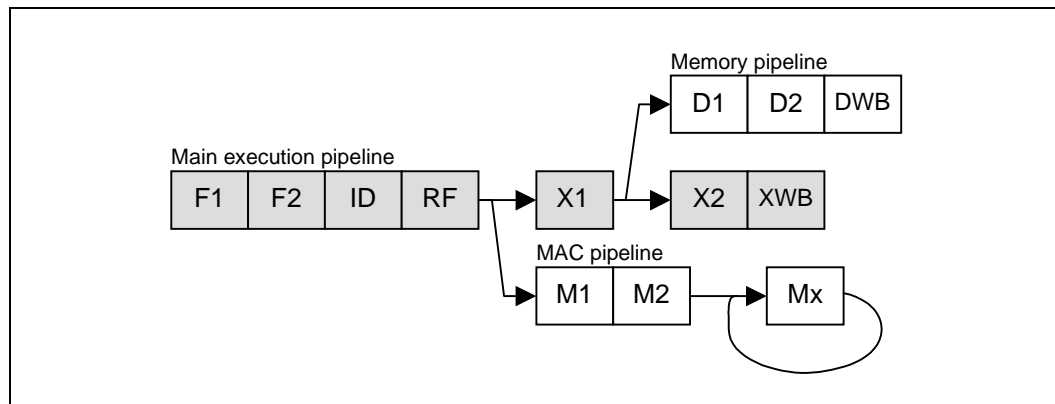 Memory pipeline
D1 D2 DWB
Main execution pipeline
F1 F2 ID RF X1 X2 XWB
MAC pipeline
M1 M2 Mx